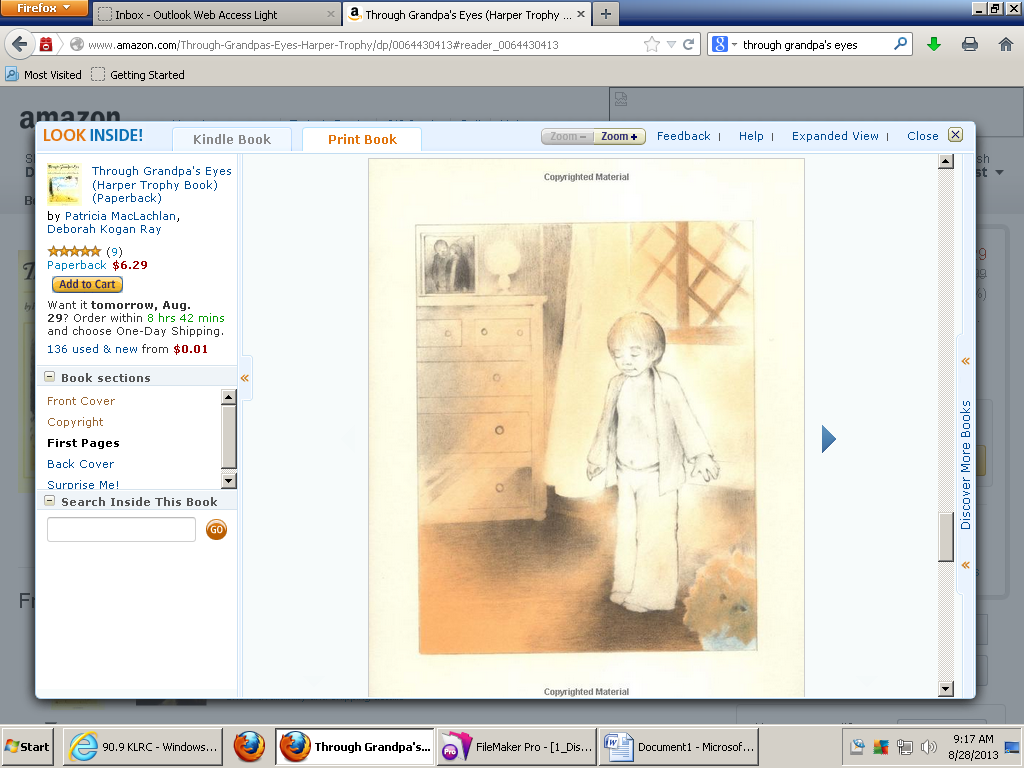 Firefox
Inbox - Outlook Web Access Light
Through Grandpa's Eyes (Harper Trophy ...
www.amazon.com/Through-Grandpas-Eyes-Harper-Trophy/dp/0064430413#reader_0064430413
through grandpa's eyes
Most Visited
Getting Started
amazon
LOOK INSIDE!
Kindle Book
Print Book
Zoom −
Zoom +
Feedback |
Help |
Expanded View |
Close
Through Grandpa's Eyes
(Harper Trophy Book)
(Paperback)
by Patricia MacLachlan,
Deborah Kogan Ray
(9)
Paperback $6.29
Add to Cart
Want it tomorrow, Aug.
29? Order within 8 hrs 42 mins
and choose One-Day Shipping.
136 used & new from $0.01
Book sections
Front Cover
Copyright
First Pages
Back Cover
Surprise Me!
Search Inside This Book
GO
Copyrighted Material
Copyrighted Material
Discover More Books
Start
90.9 KLRC - Windows...
Through Grandpa's...
FileMaker Pro - [1_Dis...
Document1 - Microsof...
9:17 AM
8/28/2013